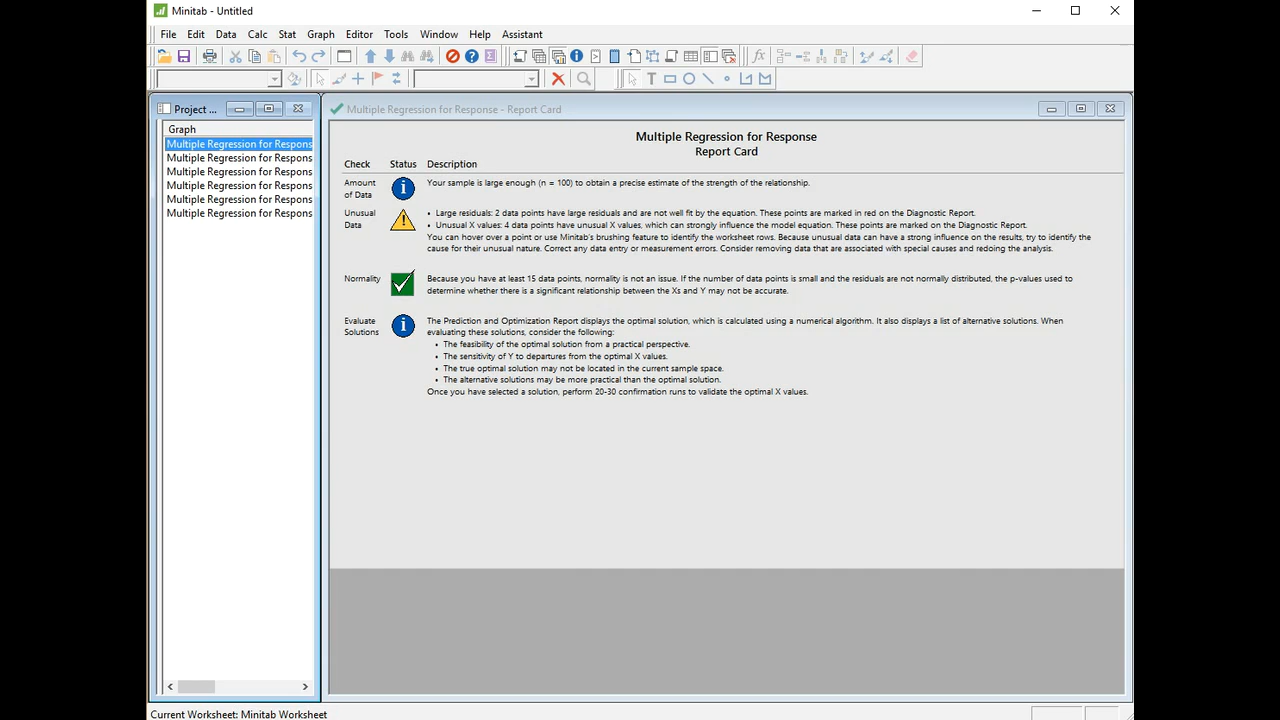 Minitab - Untitled
File Edit Data Calc Stat Graph Editor Tools Window Help Assistant
Project ...
Graph
Multiple Regression for Respons
Multiple Regression for Respons
Multiple Regression for Respons
Multiple Regression for Respons
Multiple Regression for Respons
Multiple Regression for Respons
Multiple Regression for Response - Report Card
Multiple Regression for Response
Report Card
Check Status Description
Amount
of Data
Your sample is large enough (n = 100) to obtain a precise estimate of the strength of the relationship.
Unusual
Data
• Large residuals: 2 data points have large residuals and are not well fit by the equation. These points are marked in red on the Diagnostic Report.
• Unusual X values: 4 data points have unusual X values, which can strongly influence the model equation. These points are marked on the Diagnostic Report.
You can hover over a point or use Minitab's brushing feature to identify the worksheet rows. Because unusual data can have a strong influence on the results, try to identify the
cause for their unusual nature. Correct any data entry or measurement errors. Consider removing data that are associated with special causes and redoing the analysis.
Normality
Because you have at least 15 data points, normality is not an issue. If the number of data points is small and the residuals are not normally distributed, the p-values used to
determine whether there is a significant relationship between the Xs and Y may not be accurate.
Evaluate
Solutions
The Prediction and Optimization Report displays the optimal solution, which is calculated using a numerical algorithm. It also displays a list of alternative solutions. When
evaluating these solutions, consider the following:
• The feasibility of the optimal solution from a practical perspective.
• The sensitivity of Y to departures from the optimal X values.
• The true optimal solution may not be located in the current sample space.
• The alternative solutions may be more practical than the optimal solution.
Once you have selected a solution, perform 20-30 confirmation runs to validate the optimal X values.
Current Worksheet: Minitab Worksheet